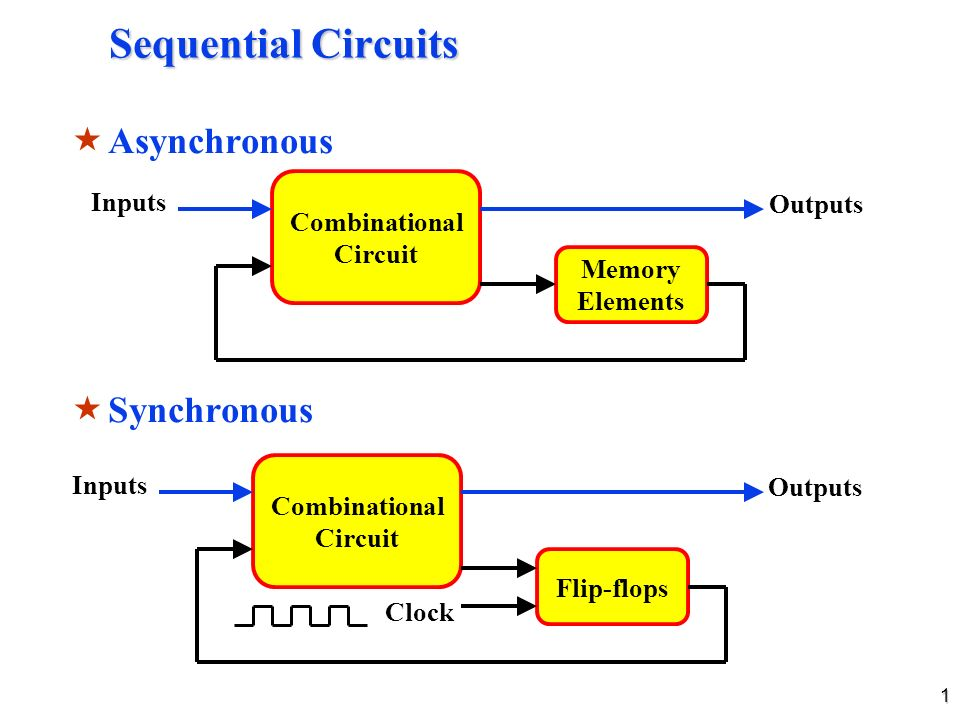 Sequential Circuits
Asynchronous
Inputs
Outputs
Combinational
Circuit
Memory
Elements
Synchronous
Inputs
Outputs
Combinational
Circuit
Flip-flops
Clock
1